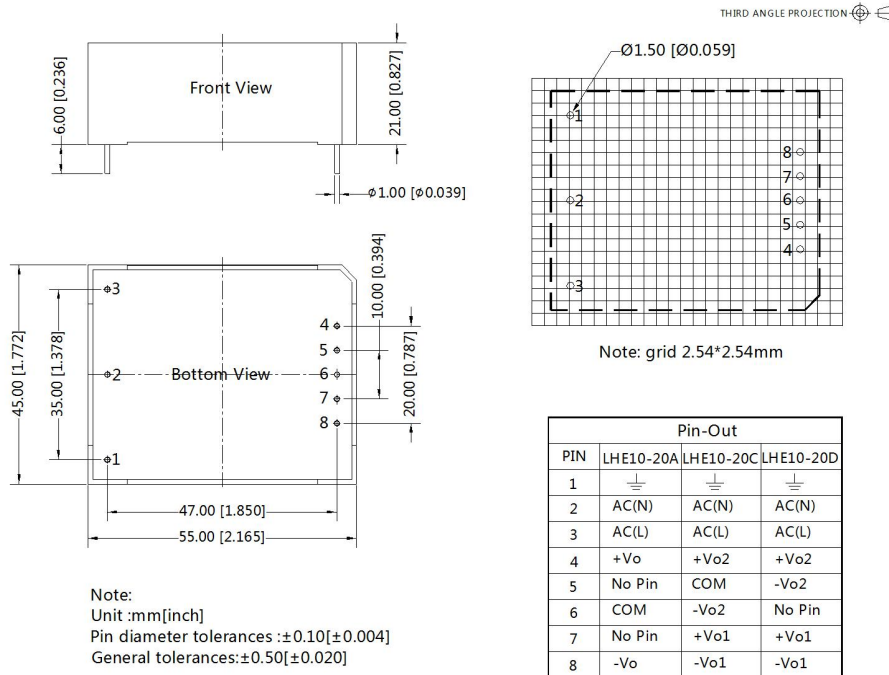 THIRD ANGLE PROJECTION
Front View
6.00 [0.236]
21.00 [0.827]
ϕ1.00 [ϕ0.039]
Ø1.50 [Ø0.059]
1
2
3
8
7
6
5
4
Note: grid 2.54*2.54mm
3
2
1
Bottom View
4
5
6
7
8
45.00 [1.772]
35.00 [1.378]
10.00 [0.394]
20.00 [0.787]
47.00 [1.850]
55.00 [2.165]
Note:
Unit :mm[inch]
Pin diameter tolerances :±0.10[±0.004]
General tolerances:±0.50[±0.020]
Pin-Out
PIN LHE10-20A LHE10-20C LHE10-20D
1
2 AC(N) AC(N) AC(N)
3 AC(L) AC(L) AC(L)
4 +Vo +Vo2 +Vo2
5 No Pin COM -Vo2
6 COM -Vo2 No Pin
7 No Pin +Vo1 +Vo1
8 -Vo -Vo1 -Vo1